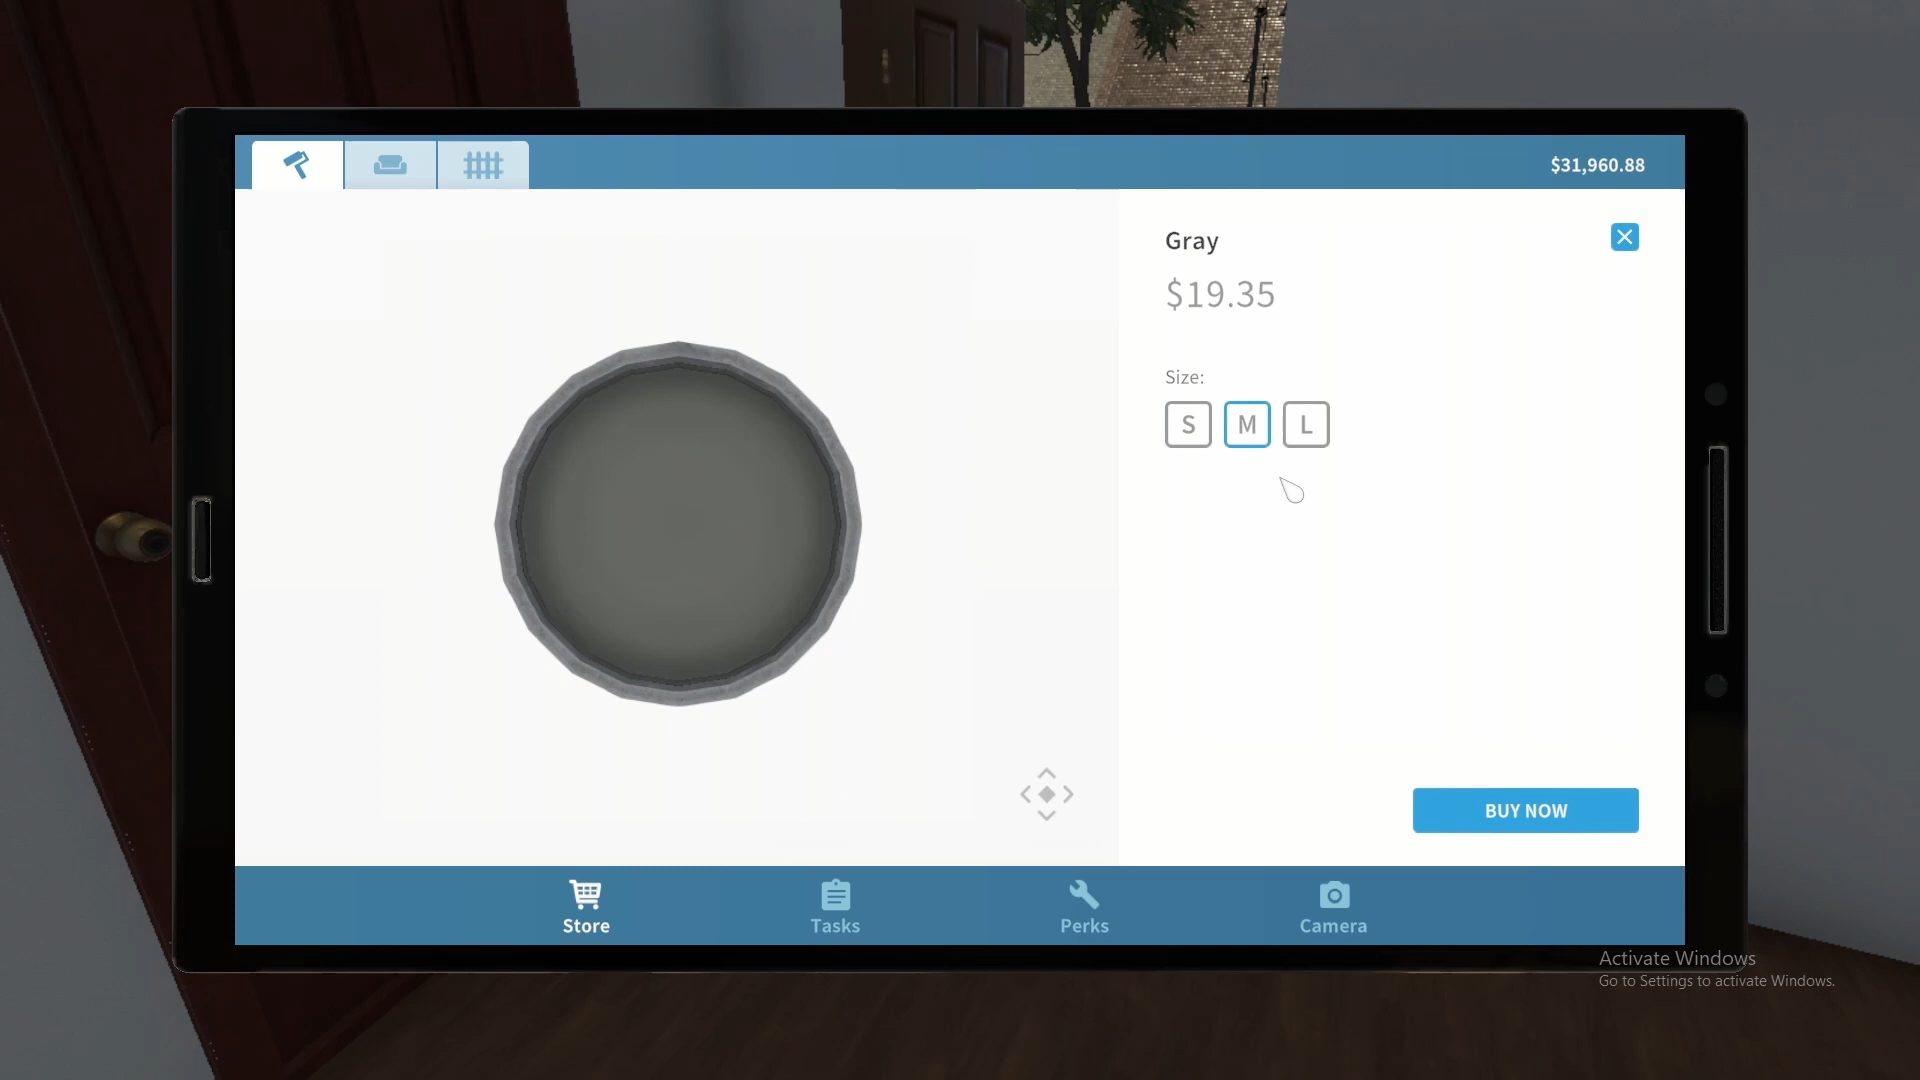 $31,960.88
Gray
$19.35
Size:
S M L
BUY NOW
Store Tasks Perks Camera
Activate Windows
Go to Settings to activate Windows.